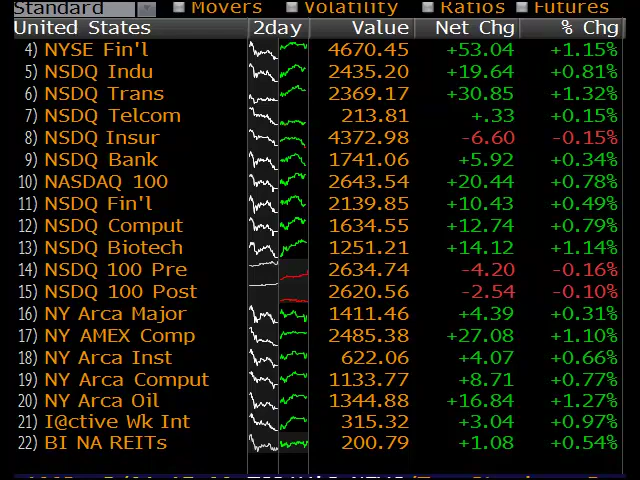 Standard Movers Volatility Ratios Futures
United States 2day Value Net Chg % Chg
4) NYSE Fin'l 4670.45 +53.04 +1.15%
5) NSDQ Indu 2435.20 +19.64 +0.81%
6) NSDQ Trans 2369.17 +30.85 +1.32%
7) NSDQ Telcom 213.81 +.33 +0.15%
8) NSDQ Insur 4372.98 -6.60 -0.15%
9) NSDQ Bank 1741.06 +5.92 +0.34%
10) NASDAQ 100 2643.54 +20.44 +0.78%
11) NSDQ Fin'l 2139.85 +10.43 +0.49%
12) NSDQ Comput 1634.55 +12.74 +0.79%
13) NSDQ Biotech 1251.21 +14.12 +1.14%
14) NSDQ 100 Pre 2634.74 -4.20 -0.16%
15) NSDQ 100 Post 2620.56 -2.54 -0.10%
16) NY Arca Major 1411.46 +4.39 +0.31%
17) NY AMEX Comp 2485.38 +27.08 +1.10%
18) NY Arca Inst 622.06 +4.07 +0.66%
19) NY Arca Comput 1133.77 +8.71 +0.77%
20) NY Arca Oil 1344.88 +16.84 +1.27%
21) I@ctive Wk Int 315.32 +3.04 +0.97%
22) BI NA REITs 200.79 +1.08 +0.54%